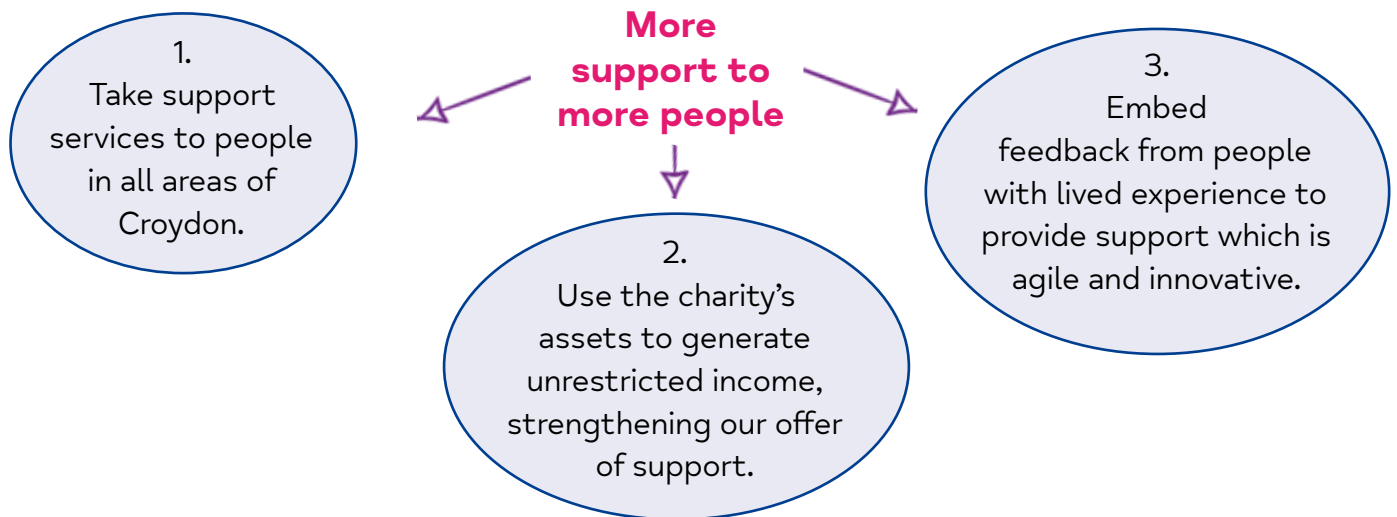 More
support to
more people
1.
Take support
services to people
in all areas of
Croydon.
2.
Use the charity’s
assets to generate
unrestricted income,
strengthening our offer
of support.
3.
Embed
feedback from people
with lived experience to
provide support which is
agile and innovative.